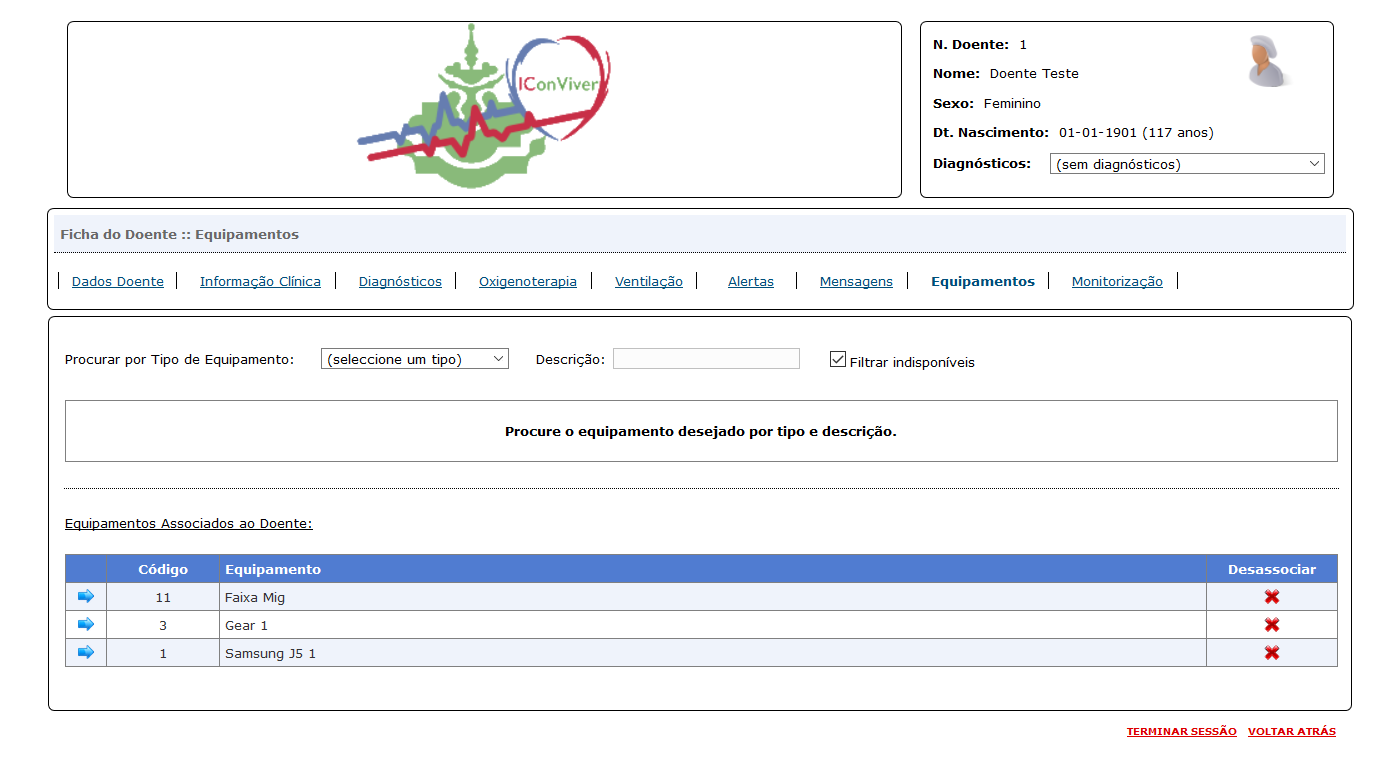 IConViver
N. Doente: 1
Nome: Doente Teste
Sexo: Feminino
Dt. Nascimento: 01-01-1901 (117 anos)
Diagnósticos: (sem diagnósticos)
Ficha do Doente :: Equipamentos
Dados Doente Informação Clínica Diagnósticos Oxigenoterapia Ventilação Alertas Mensagens Equipamentos Monitorização
Procurar por Tipo de Equipamento: (seleccione um tipo) Descrição: Filtrar indisponíveis
Procure o equipamento desejado por tipo e descrição.
Equipamentos Associados ao Doente:
Código Equipamento Desassociar
11 Faixa Mig
3 Gear 1
1 Samsung J5 1
TERMINAR SESSÃO VOLTAR ATRÁS